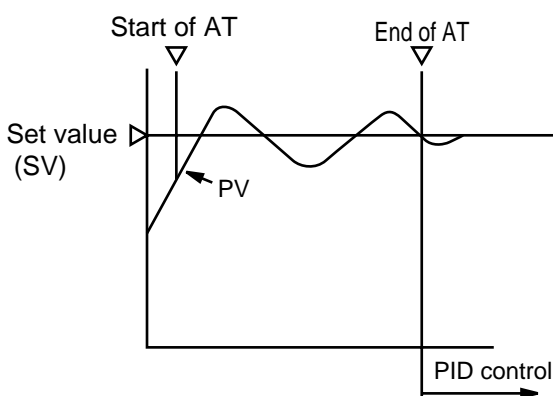 Start of AT
End of AT
Set value
(SV)
PV
PID control